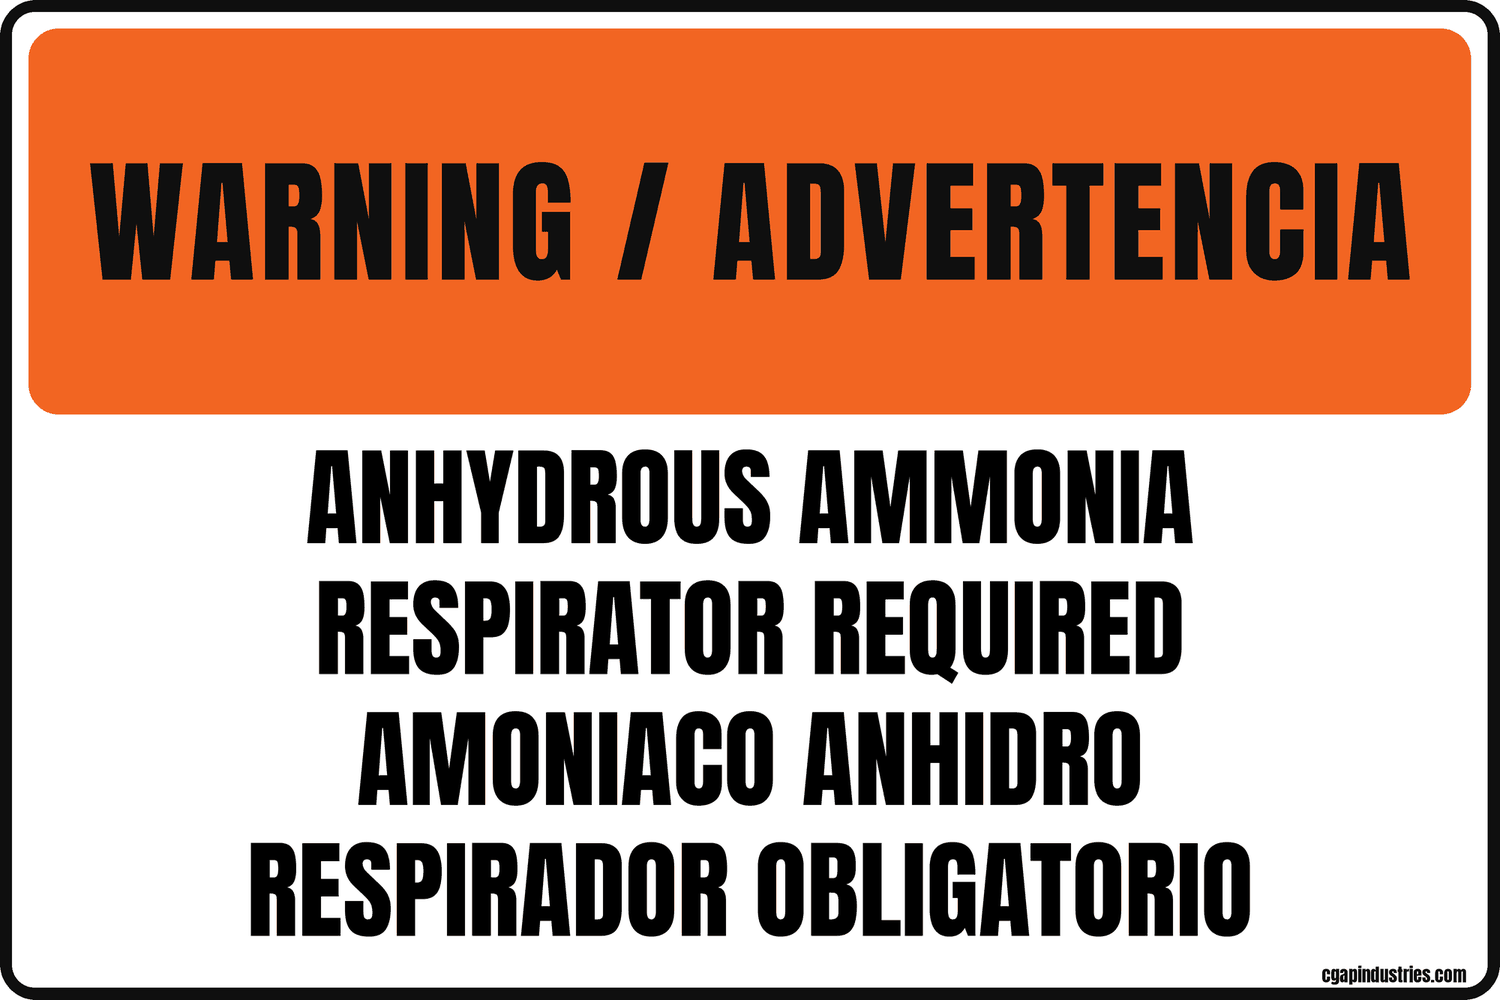 WARNING / ADVERTENCIA
ANHYDROUS AMMONIA
RESPIRATOR REQUIRED
AMONIACO ANHIDRO
RESPIRADOR OBLIGATORIO
cgapindustries.com